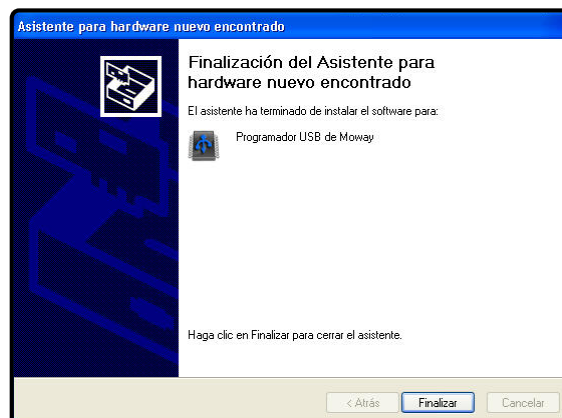 Asistente para hardware nuevo encontrado
Finalización del Asistente para
hardware nuevo encontrado
El asistente ha terminado de instalar el software para:
Programador USB de Moway
Haga clic en Finalizar para cerrar el asistente.
< Atrás Finalizar Cancelar